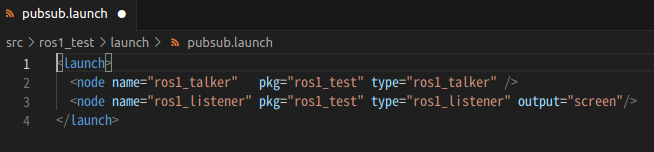 pubsub.launch
src > ros1_test > launch > pubsub.launch
1 <launch>
2 <node name="ros1_talker" pkg="ros1_test" type="ros1_talker" />
3 <node name="ros1_listener" pkg="ros1_test" type="ros1_listener" output="screen"/>
4 </launch>